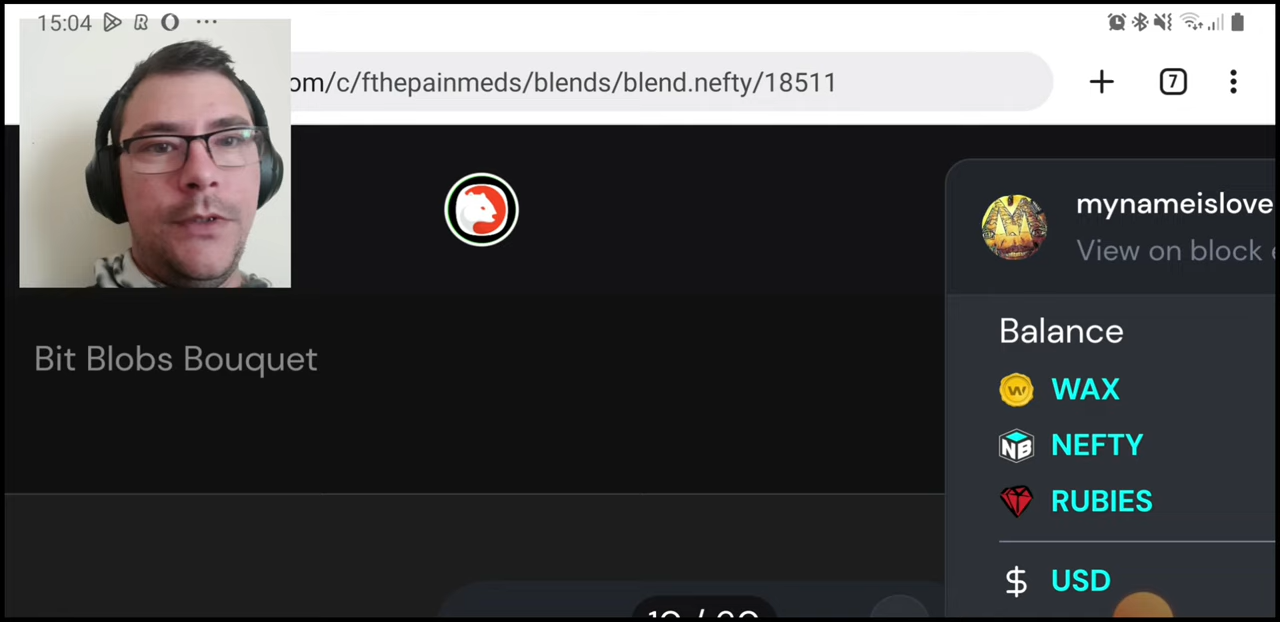 15:04
om/c/fthepainmeds/blends/blend.nefty/18511
7
mynameislove
View on block
Bit Blobs Bouquet
Balance
WAX
NEFTY
RUBIES
$ USD